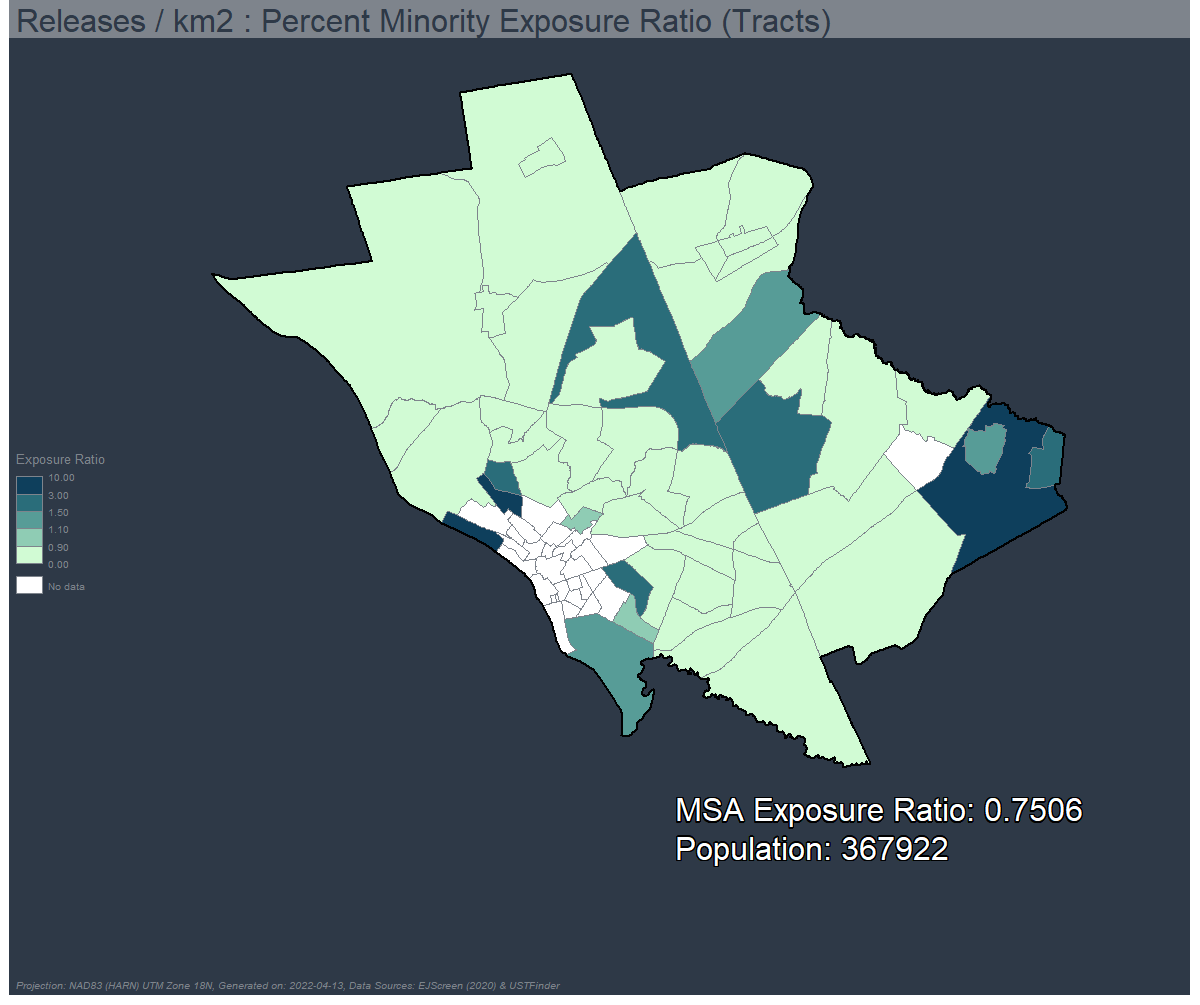 Releases / km2 : Percent Minority Exposure Ratio (Tracts)
Exposure Ratio
10.00
3.00
1.50
1.10
0.90
0.00
No data
MSA Exposure Ratio: 0.7506
Population: 367922
Projection: NAD83 (HARN) UTM Zone 18N, Generated on: 2022-04-13, Data Sources: EJScreen (2020) & USTFinder